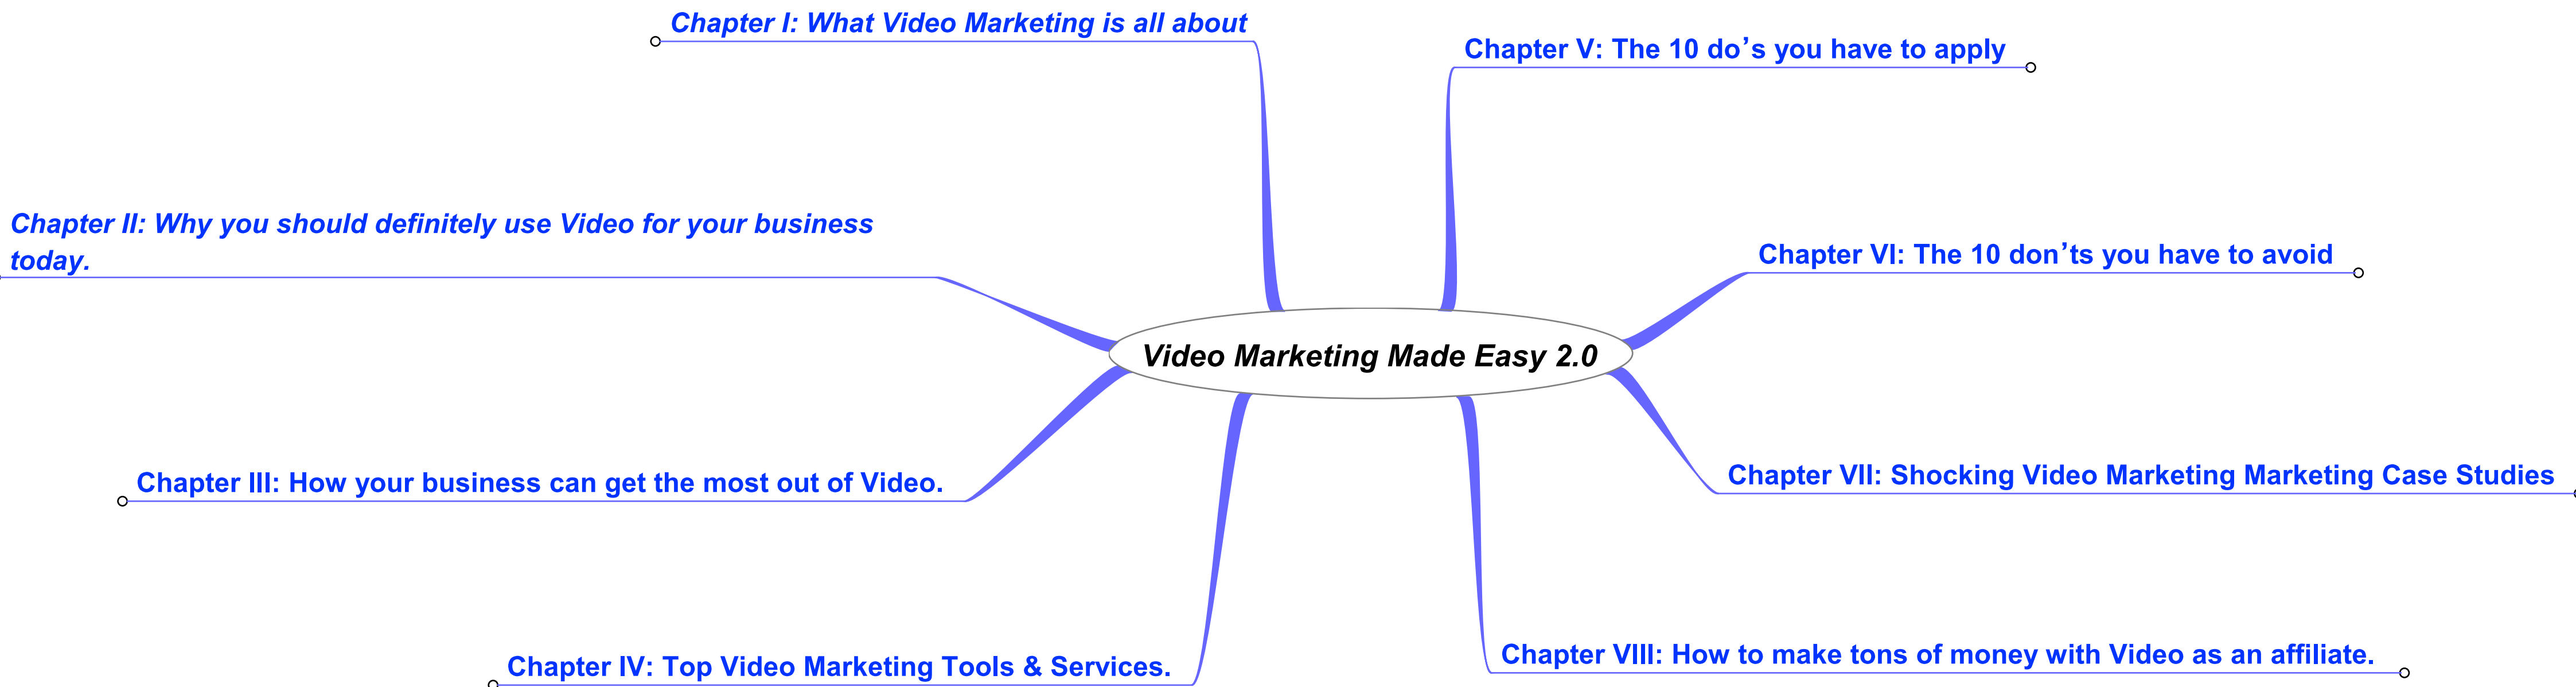 Chapter I: What Video Marketing is all about
Chapter II: Why you should definitely use Video for your business
today.
Chapter III: How your business can get the most out of Video.
Chapter IV: Top Video Marketing Tools & Services.
Video Marketing Made Easy 2.0
Chapter V: The 10 do’s you have to apply
Chapter VI: The 10 don’ts you have to avoid
Chapter VII: Shocking Video Marketing Marketing Case Studies
Chapter VIII: How to make tons of money with Video as an affiliate.